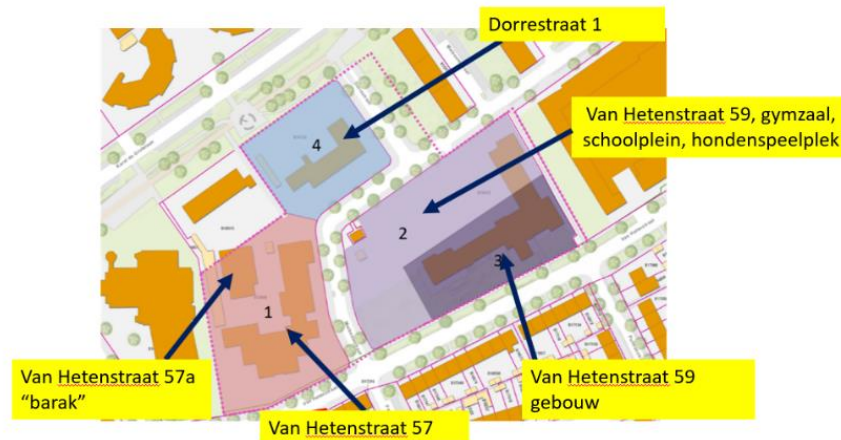 Dorrestraat 1
Van Hetenstraat 59, gymzaal,
schoolplein, hondenspeelplek
4
2
3
1
Van Hetenstraat 57a
“barak”
Van Hetenstraat 59
gebouw
Van Hetenstraat 57